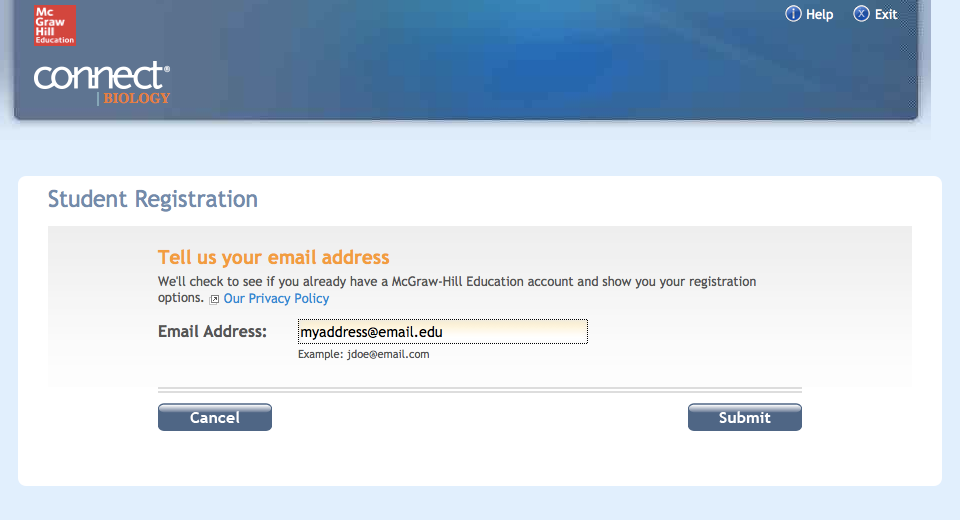 Mc
Graw
Hill
Education
Help
Exit
connect®
BIOLOGY
Student Registration
Tell us your email address
We'll check to see if you already have a McGraw-Hill Education account and show you your registration
options. Our Privacy Policy
Email Address: myaddress@email.edu
Example: jdoe@email.com
Cancel
Submit